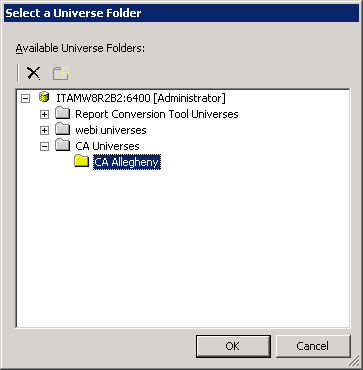 Select a Universe Folder
Available Universe Folders:
ITAMW8R2B2:6400 [Administrator]
Report Conversion Tool Universes
webi universes
CA Universes
CA Allegheny
OK Cancel